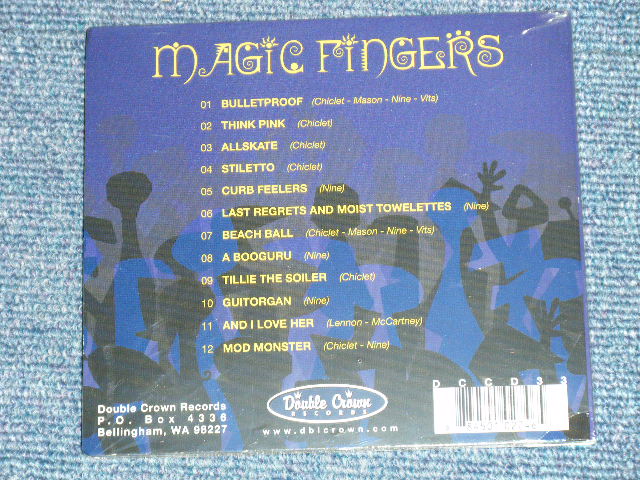 MAGIC FINGERS
01 BULLETPROOF (Chiclet - Mason - Nine - Vits)
02 THINK PINK (Chiclet)
03 ALLSKATE (Chiclet)
04 STILETTO (Chiclet)
05 CURB FEELERS (Nine)
06 LAST REGRETS AND MOIST TOWELETTES (Nine)
07 BEACH BALL (Chiclet - Mason - Nine - Vits)
08 A BOOGURU (Nine)
09 TILLIE THE SOILER (Chiclet)
10 GUITORGAN (Nine)
11 AND I LOVE HER (Lennon - McCartney)
12 MOD MONSTER (Chiclet - Nine)
DCCD33
Double Crown Records
P.O. Box 4336
Bellingham, WA 98227
Double Crown
RECORDS
www.dblcrown.com